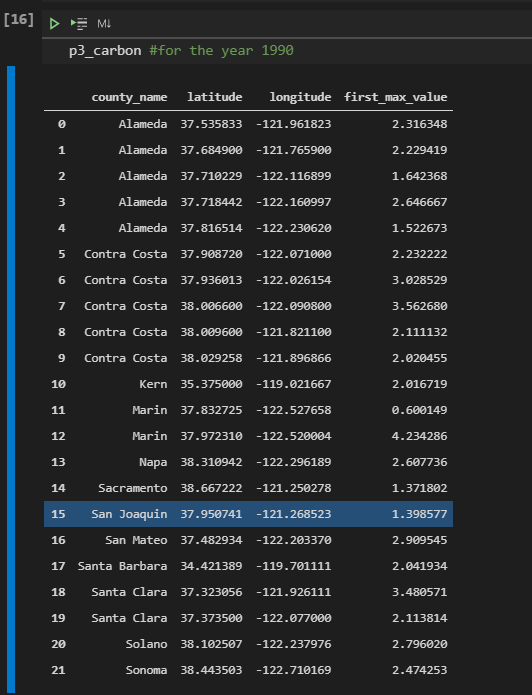 [16] M↓
p3_carbon #for the year 1990
county_name latitude longitude first_max_value
0 Alameda 37.535833 -121.961823 2.316348
1 Alameda 37.684900 -121.765900 2.229419
2 Alameda 37.710229 -122.116899 1.642368
3 Alameda 37.718442 -122.160997 2.646667
4 Alameda 37.816514 -122.230620 1.522673
5 Contra Costa 37.908720 -122.071000 2.232222
6 Contra Costa 37.936013 -122.026154 3.028529
7 Contra Costa 38.006600 -122.090800 3.562680
8 Contra Costa 38.009600 -121.821100 2.111132
9 Contra Costa 38.029258 -121.896866 2.020455
10 Kern 35.375000 -119.021667 2.016719
11 Marin 37.832725 -122.527658 0.600149
12 Marin 37.972310 -122.520004 4.234286
13 Napa 38.310942 -122.296189 2.607736
14 Sacramento 38.667222 -121.250278 1.371802
15 San Joaquin 37.950741 -121.268523 1.398577
16 San Mateo 37.482934 -122.203370 2.909545
17 Santa Barbara 34.421389 -119.701111 2.041934
18 Santa Clara 37.323056 -121.926111 3.480571
19 Santa Clara 37.373500 -122.077000 2.113814
20 Solano 38.102507 -122.237976 2.796020
21 Sonoma 38.443503 -122.710169 2.474253